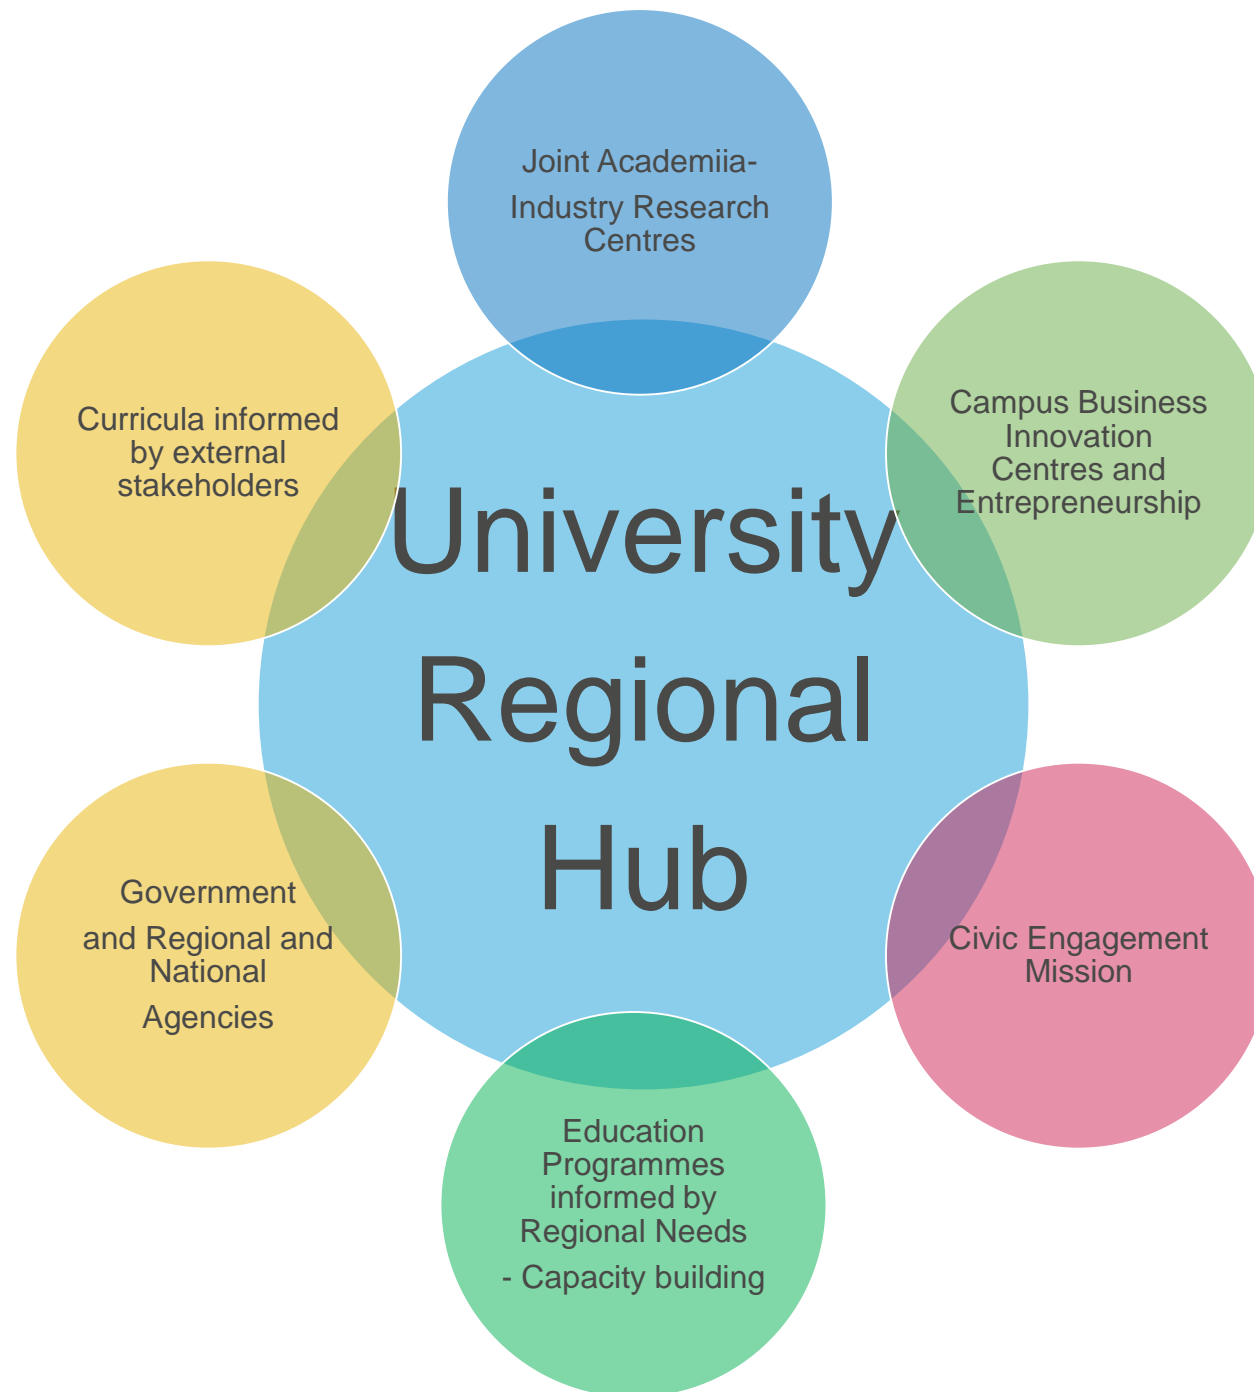 Joint Academiia-
Industry Research
Centres
Curricula informed
by external
stakeholders
Campus Business
Innovation
Centres and
Entrepreneurship
University
Regional
Hub
Government
and Regional and
National
Agencies
Civic Engagement
Mission
Education
Programmes
informed by
Regional Needs
- Capacity building